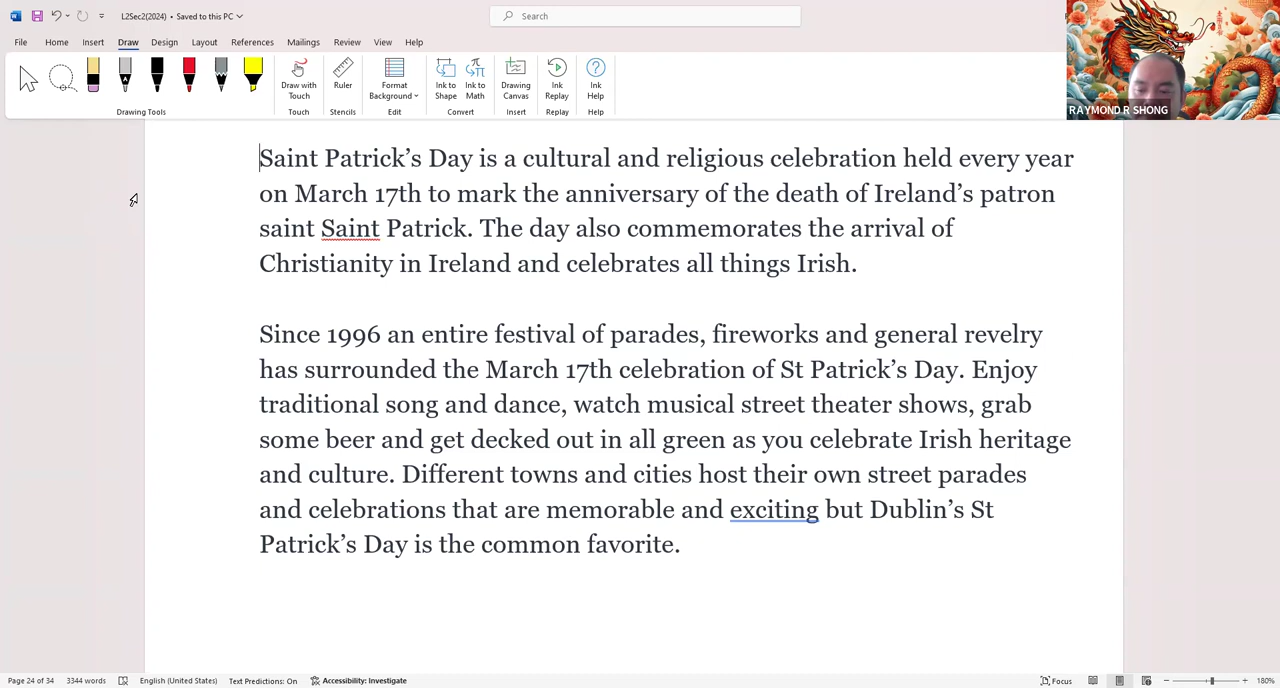 L2Sec2(2024) • Saved to this PC
Search
File Home Insert Draw Design Layout References Mailings Review View Help
Draw with Touch
Ruler
Format Background
Ink to Shape
Ink to Math
Drawing Canvas
Ink Replay
Ink Help
Drawing Tools Touch Stencils Edit Convert Insert Replay Help
RAYMOND R SHONG
Saint Patrick’s Day is a cultural and religious celebration held every year
on March 17th to mark the anniversary of the death of Ireland’s patron
saint Saint Patrick. The day also commemorates the arrival of
Christianity in Ireland and celebrates all things Irish.
Since 1996 an entire festival of parades, fireworks and general revelry
has surrounded the March 17th celebration of St Patrick’s Day. Enjoy
traditional song and dance, watch musical street theater shows, grab
some beer and get decked out in all green as you celebrate Irish heritage
and culture. Different towns and cities host their own street parades
and celebrations that are memorable and exciting but Dublin’s St
Patrick’s Day is the common favorite.
Page 24 of 34 3344 words English (United States) Text Predictions: On Accessibility: Investigate Focus 180%